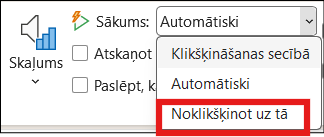 Sākums: Automātiski
Skaļums
Atskaņot
Klikšķināšanas secībā
Automātiski
Paslēpt,
Noklikšķinot uz tā